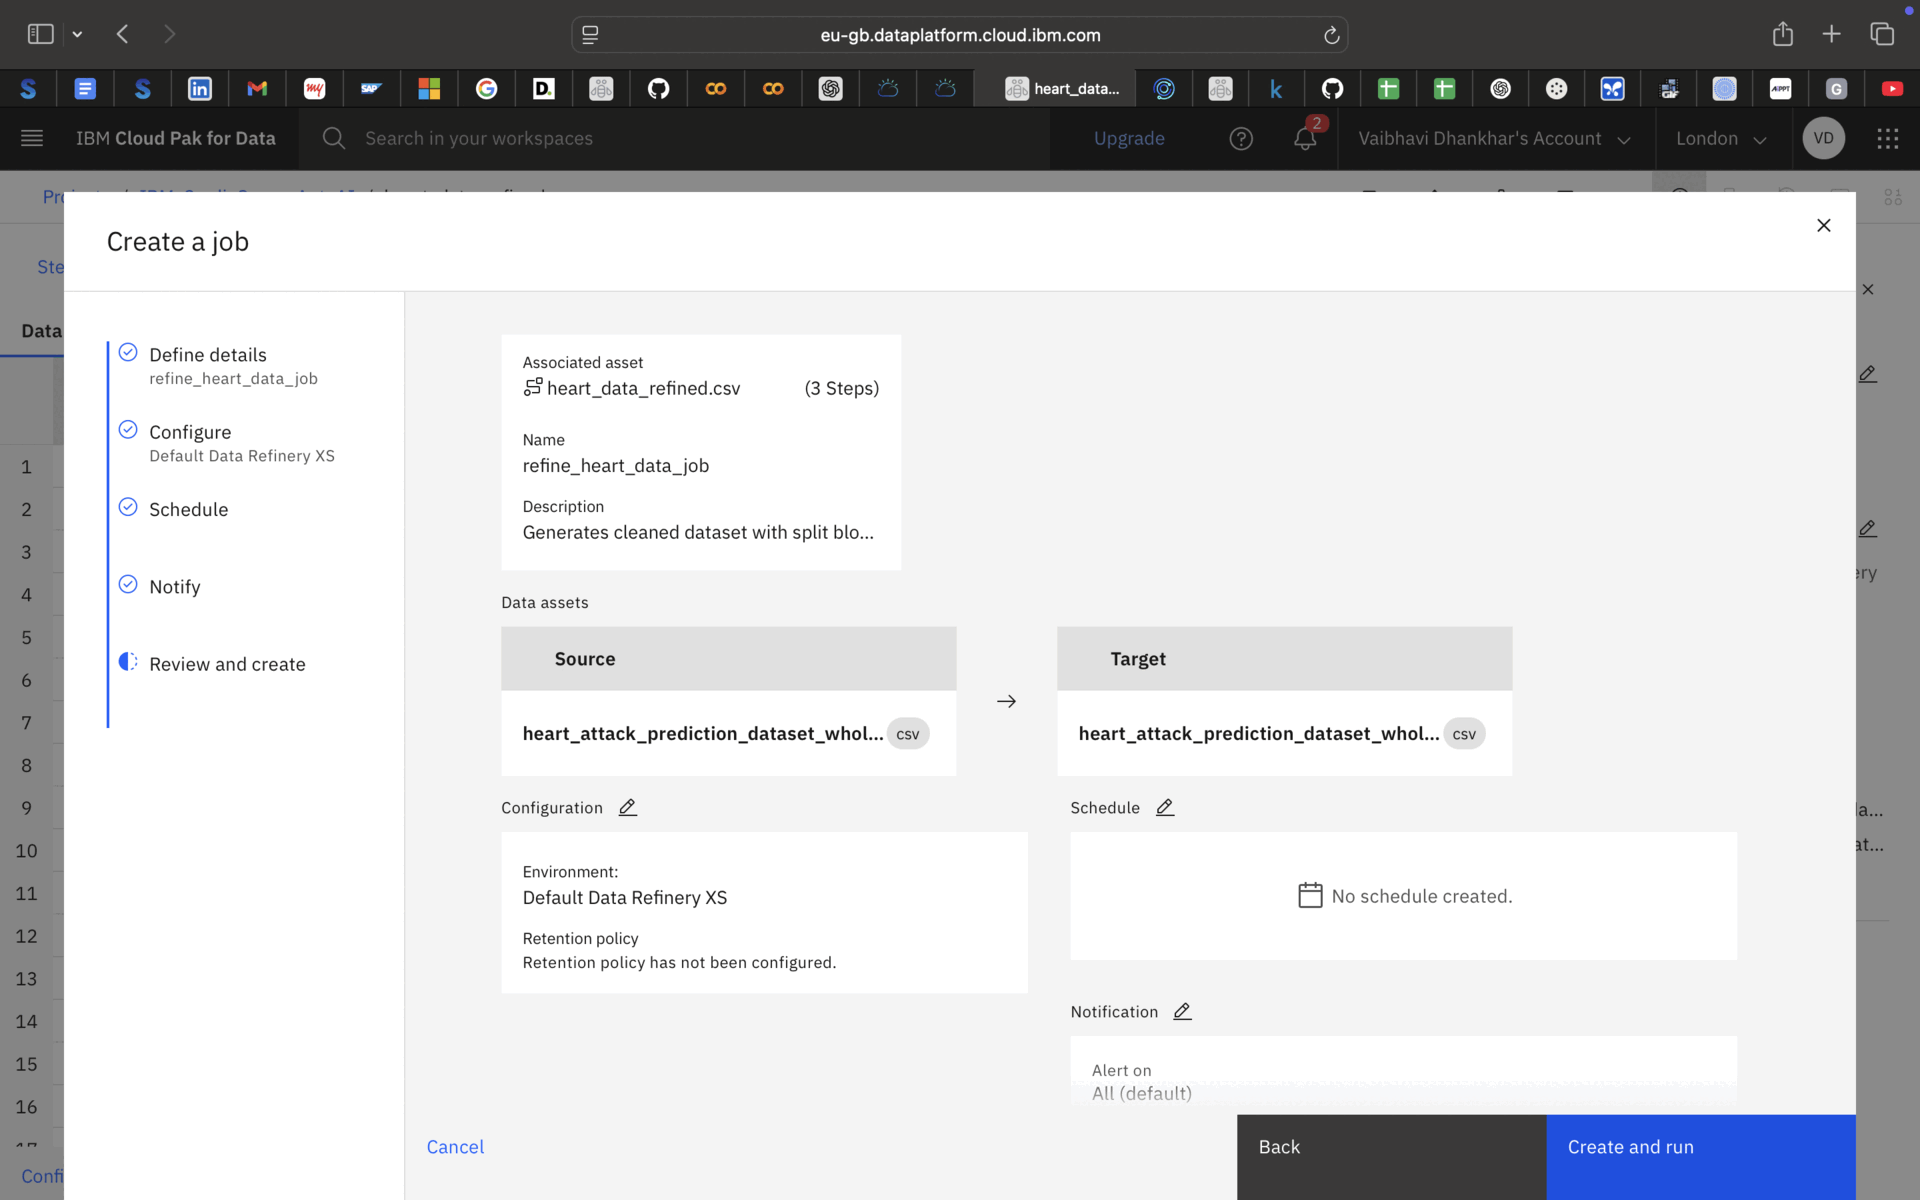 eu-gb.dataplatform.cloud.ibm.com
heart_data...
IBM Cloud Pak for Data
Search in your workspaces
Upgrade
2
Vaibhavi Dhankhar's Account
London
VD
Create a job
Data
Define details
refine_heart_data_job
Configure
Default Data Refinery XS
Schedule
Notify
Review and create
1
2
3
4
5
6
7
8
9
10
11
12
13
14
15
16
Associated asset
heart_data_refined.csv (3 Steps)
Name
refine_heart_data_job
Description
Generates cleaned dataset with split blo...
Data assets
Source
Target
heart_attack_prediction_dataset_whol... csv
heart_attack_prediction_dataset_whol... csv
Configuration
Schedule
Environment:
Default Data Refinery XS
Retention policy
Retention policy has not been configured.
No schedule created.
Notification
Alert on
All (default)
Cancel
Back
Create and run